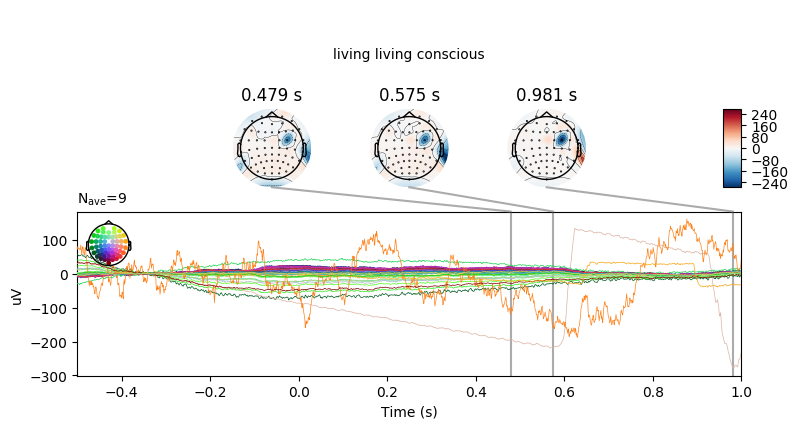 living living conscious
0.479 s 0.575 s 0.981 s
240
160
80
0
−80
−160
−240
Nave=9
100
0
−100
−200
−300
uV
−0.4 −0.2 0.0 0.2 0.4 0.6 0.8 1.0
Time (s)